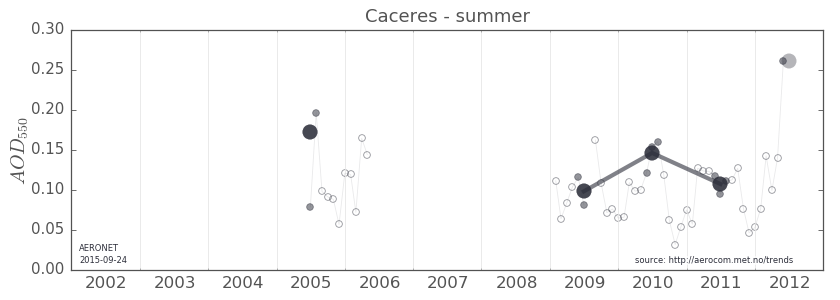 Caceres - summer
0.30
0.25
0.20
0.15
0.10
0.05
0.00
AOD550
AERONET
2015-09-24
source: http://aerocom.met.no/trends
2002 2003 2004 2005 2006 2007 2008 2009 2010 2011 2012